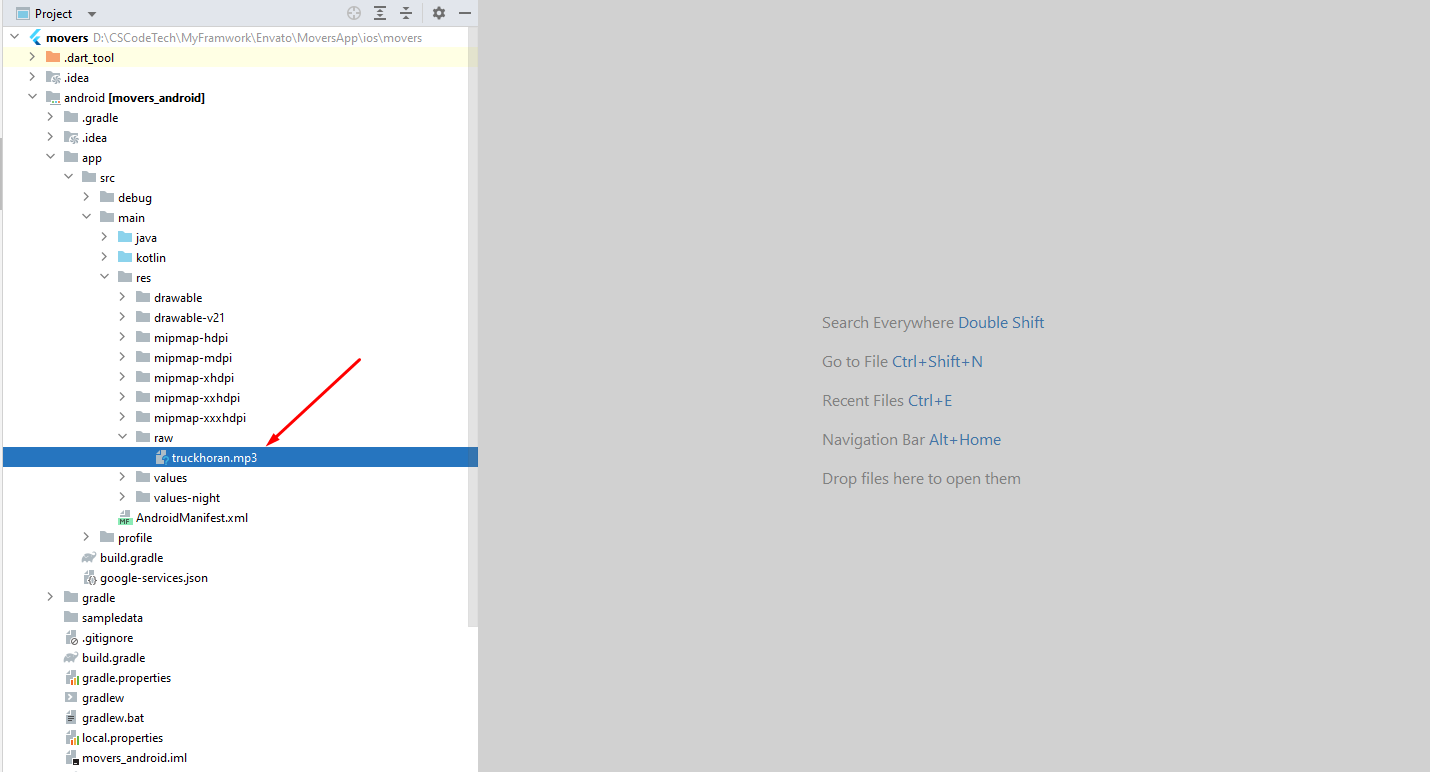 Project
movers D:\CSCodeTech\MyFramwork\Envato\MoversApp\ios\movers
.dart_tool
.idea
android [movers_android]
.gradle
.idea
app
src
debug
main
java
kotlin
res
drawable
drawable-v21
mipmap-hdpi
mipmap-mdpi
mipmap-xhdpi
mipmap-xxhdpi
mipmap-xxxhdpi
raw
truckhoran.mp3
values
values-night
MF AndroidManifest.xml
profile
build.gradle
google-services.json
gradle
sampledata
.gitignore
build.gradle
gradle.properties
gradlew
gradlew.bat
local.properties
movers_android.iml
Search Everywhere Double Shift
Go to File Ctrl+Shift+N
Recent Files Ctrl+E
Navigation Bar Alt+Home
Drop files here to open them